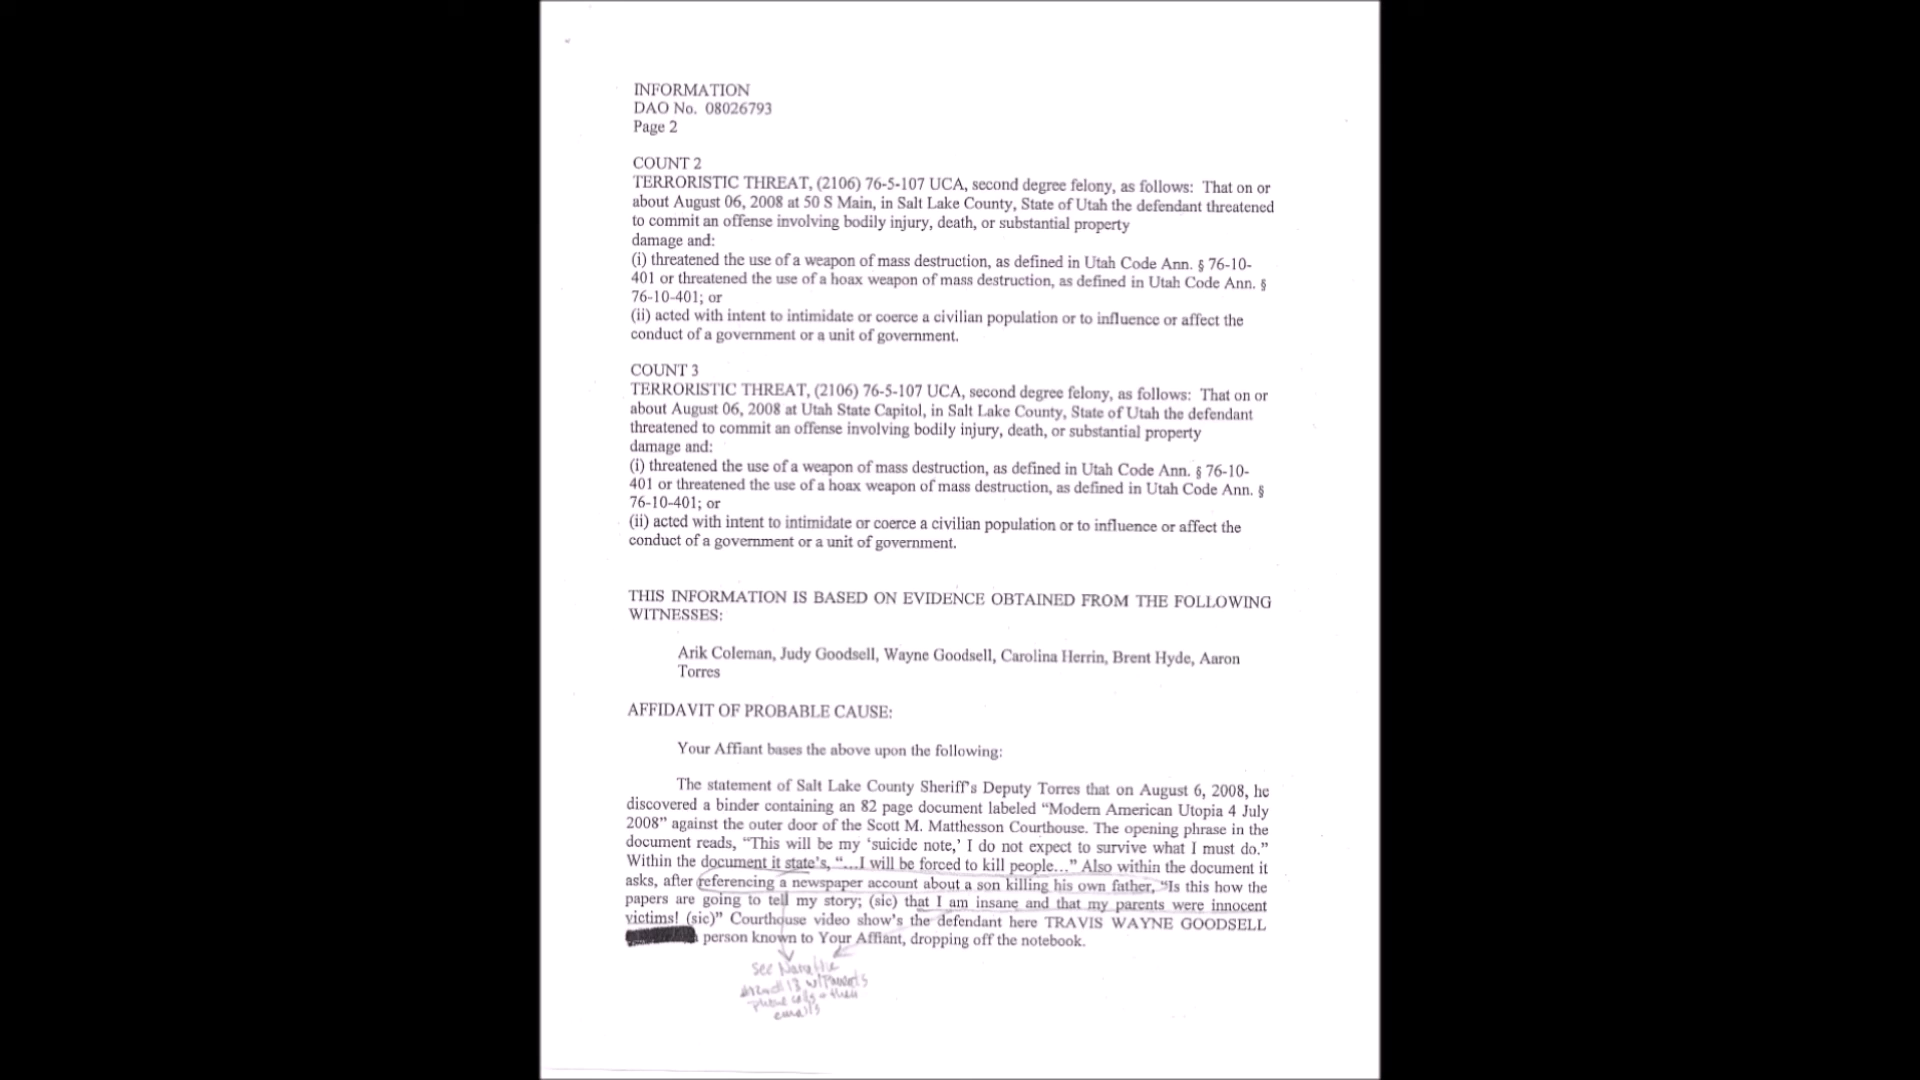 INFORMATION
DAO No. 08026793
Page 2
COUNT 2
TERRORISTIC THREAT, (2106) 76-5-107 UCA, second degree felony, as follows: That on or
about August 06, 2008 at 50 S Main, in Salt Lake County, State of Utah the defendant threatened
to commit an offense involving bodily injury, death, or substantial property
damage and:
(i) threatened the use of a weapon of mass destruction, as defined in Utah Code Ann. § 76-10-
401 or threatened the use of a hoax weapon of mass destruction, as defined in Utah Code Ann. §
76-10-401; or
(ii) acted with intent to intimidate or coerce a civilian population or to influence or affect the
conduct of a government or a unit of government.
COUNT 3
TERRORISTIC THREAT, (2106) 76-5-107 UCA, second degree felony, as follows: That on or
about August 06, 2008 at Utah State Capitol, in Salt Lake County, State of Utah the defendant
threatened to commit an offense involving bodily injury, death, or substantial property
damage and:
(i) threatened the use of a weapon of mass destruction, as defined in Utah Code Ann. § 76-10-
401 or threatened the use of a hoax weapon of mass destruction, as defined in Utah Code Ann. §
76-10-401; or
(ii) acted with intent to intimidate or coerce a civilian population or to influence or affect the
conduct of a government or a unit of government.
THIS INFORMATION IS BASED ON EVIDENCE OBTAINED FROM THE FOLLOWING
WITNESSES:
Arik Coleman, Judy Goodsell, Wayne Goodsell, Carolina Herrin, Brent Hyde, Aaron
Torres
AFFIDAVIT OF PROBABLE CAUSE:
Your Affiant bases the above upon the following:
The statement of Salt Lake County Sheriff's Deputy Torres that on August 6, 2008, he
discovered a binder containing an 82 page document labeled “Modern American Utopia 4 July
2008” against the outer door of the Scott M. Matthesson Courthouse. The opening phrase in the
document reads, “This will be my ‘suicide note,’ I do not expect to survive what I must do.”
Within the document it state's, “...I will be forced to kill people...” Also within the document it
asks, after referencing a newspaper account about a son killing his own father, “Is this how the
papers are going to tell my story; (sic) that I am insane and that my parents were innocent
victims! (sic)” Courthouse video show's the defendant here TRAVIS WAYNE GOODSELL
person known to Your Affiant, dropping off the notebook.
see
13 w/Parents
phone calls
emails